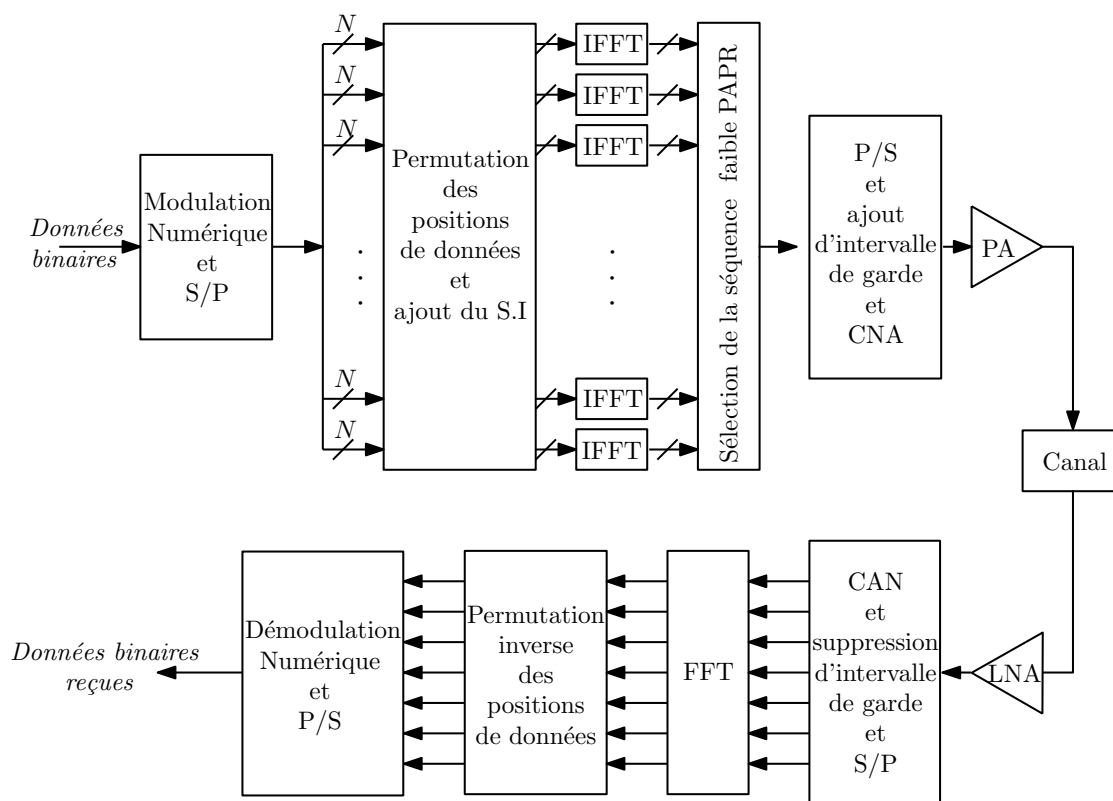 Données
binaires
Modulation
Numérique
et
S/P
N
N
N
N
N
Permutation
des
positions
de données
et
ajout du S.I
IFFT
IFFT
IFFT
IFFT
IFFT
Sélection de la séquence faible PAPR
P/S
et
ajout
d'intervalle
de garde
et
CNA
PA
Canal
LNA
CAN
et
suppression
d'intervalle
de garde
et
S/P
FFT
Permutation
inverse
des
positions
de données
Démodulation
Numérique
et
P/S
Données binaires
reçues